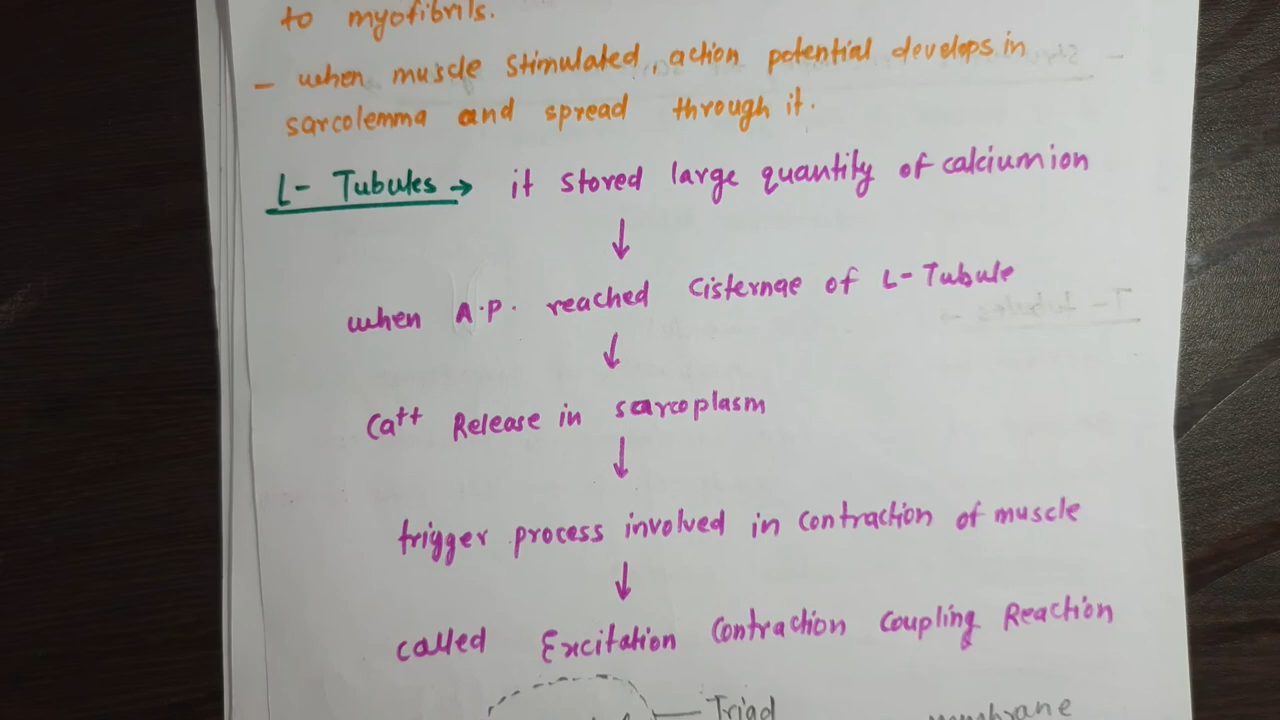 to myofibrils.
- when muscle stimulated, action potential develops in
sarcolemma and spread through it.
L- Tubules → it stored large quantity of calcium ion
↓
when A.P. reached Cisternae of L-Tubule
↓
Ca++ Release in sarcoplasm
↓
trigger process involved in contraction of muscle
↓
called Excitation Contraction Coupling Reaction
Triad